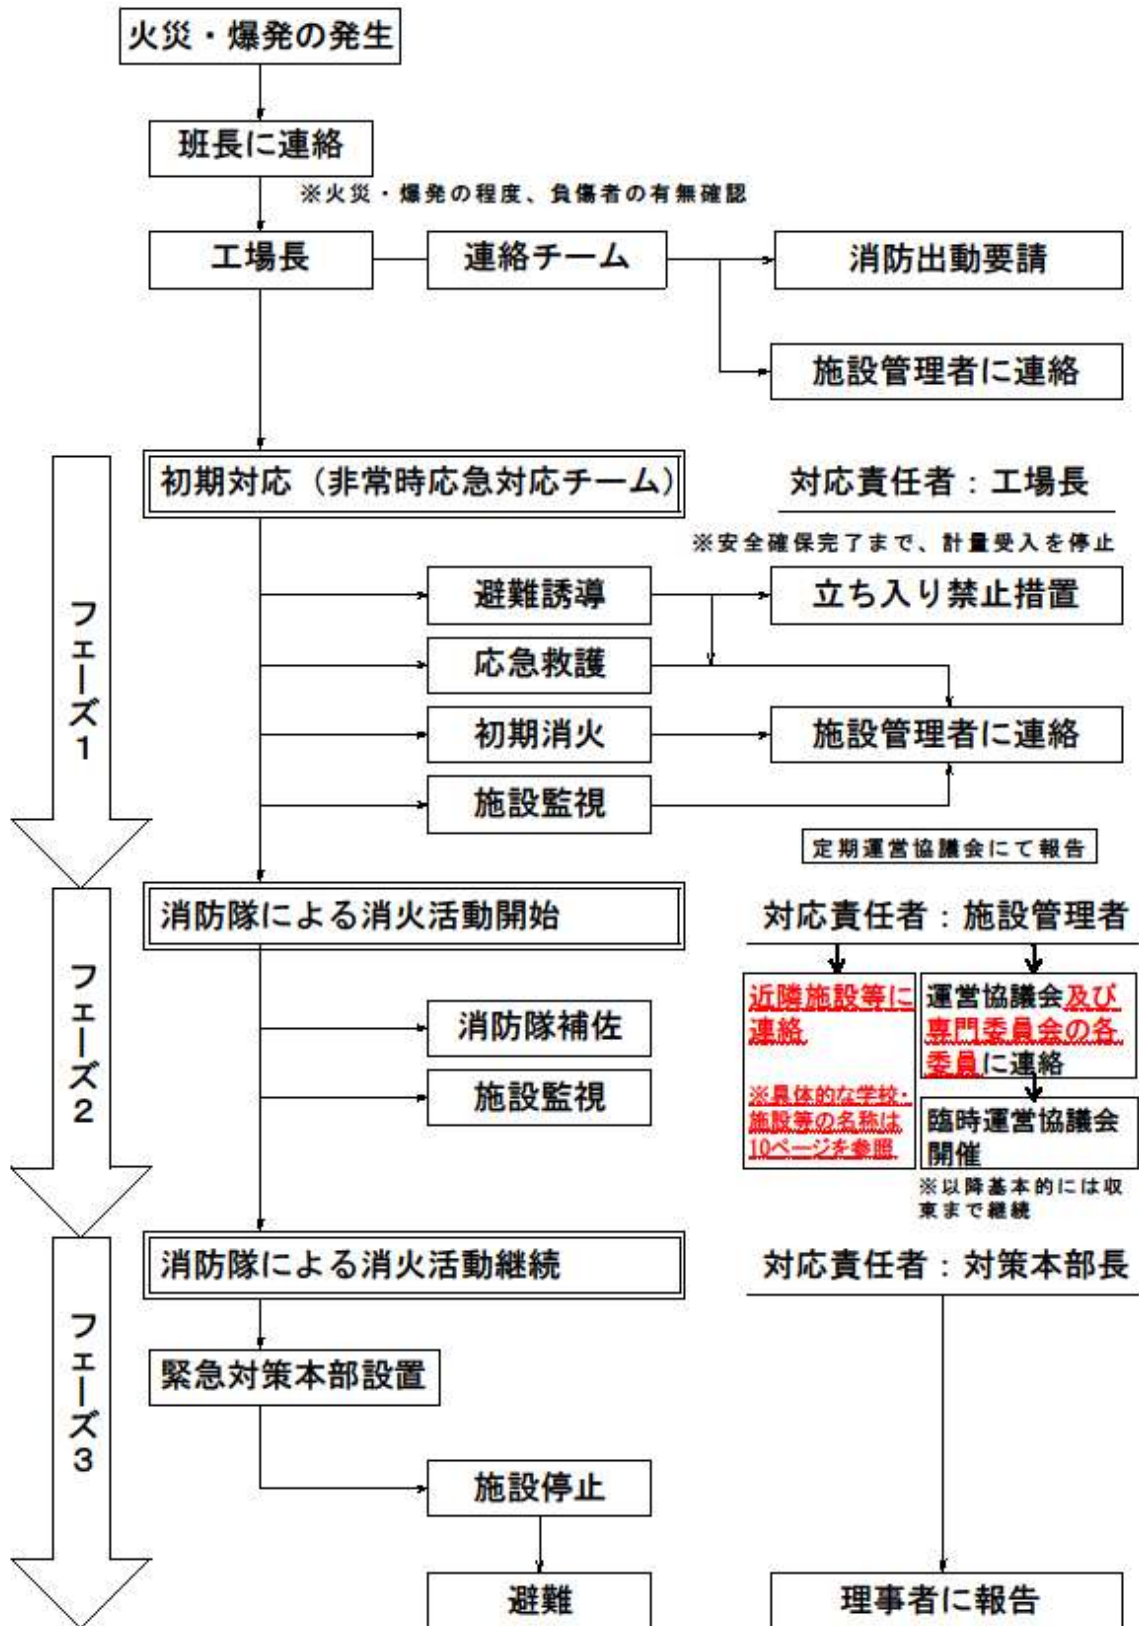 火災・爆発の発生
班長に連絡
※火災・爆発の程度、負傷者の有無確認
工場長
連絡チーム
消防出動要請
施設管理者に連絡
フェーズ1
初期対応（非常時応急対応チーム）
対応責任者：工場長
※安全確保完了まで、計量受入を停止
避難誘導
立ち入り禁止措置
応急救護
初期消火
施設管理者に連絡
施設監視
定期運営協議会にて報告
フェーズ2
消防隊による消火活動開始
対応責任者：施設管理者
近隣施設等に
連絡
※具体的な学校・
施設等の名称は
10ページを参照
運営協議会及び
専門委員会の各
委員に連絡
臨時運営協議会
開催
※以降基本的には収
束まで継続
消防隊補佐
施設監視
フェーズ3
消防隊による消火活動継続
対応責任者：対策本部長
緊急対策本部設置
施設停止
避難
理事者に報告